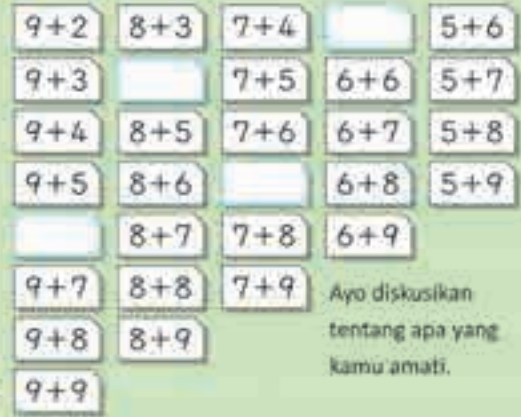 9+2 8+3 7+4 5+6
9+3 7+5 6+6 5+7
9+4 8+5 7+6 6+7 5+8
9+5 8+6 6+8 5+9
8+7 7+8 6+9
9+7 8+8 7+9
9+8 8+9
9+9
Ayo diskusikan
tentang apa yang
kamu amati.